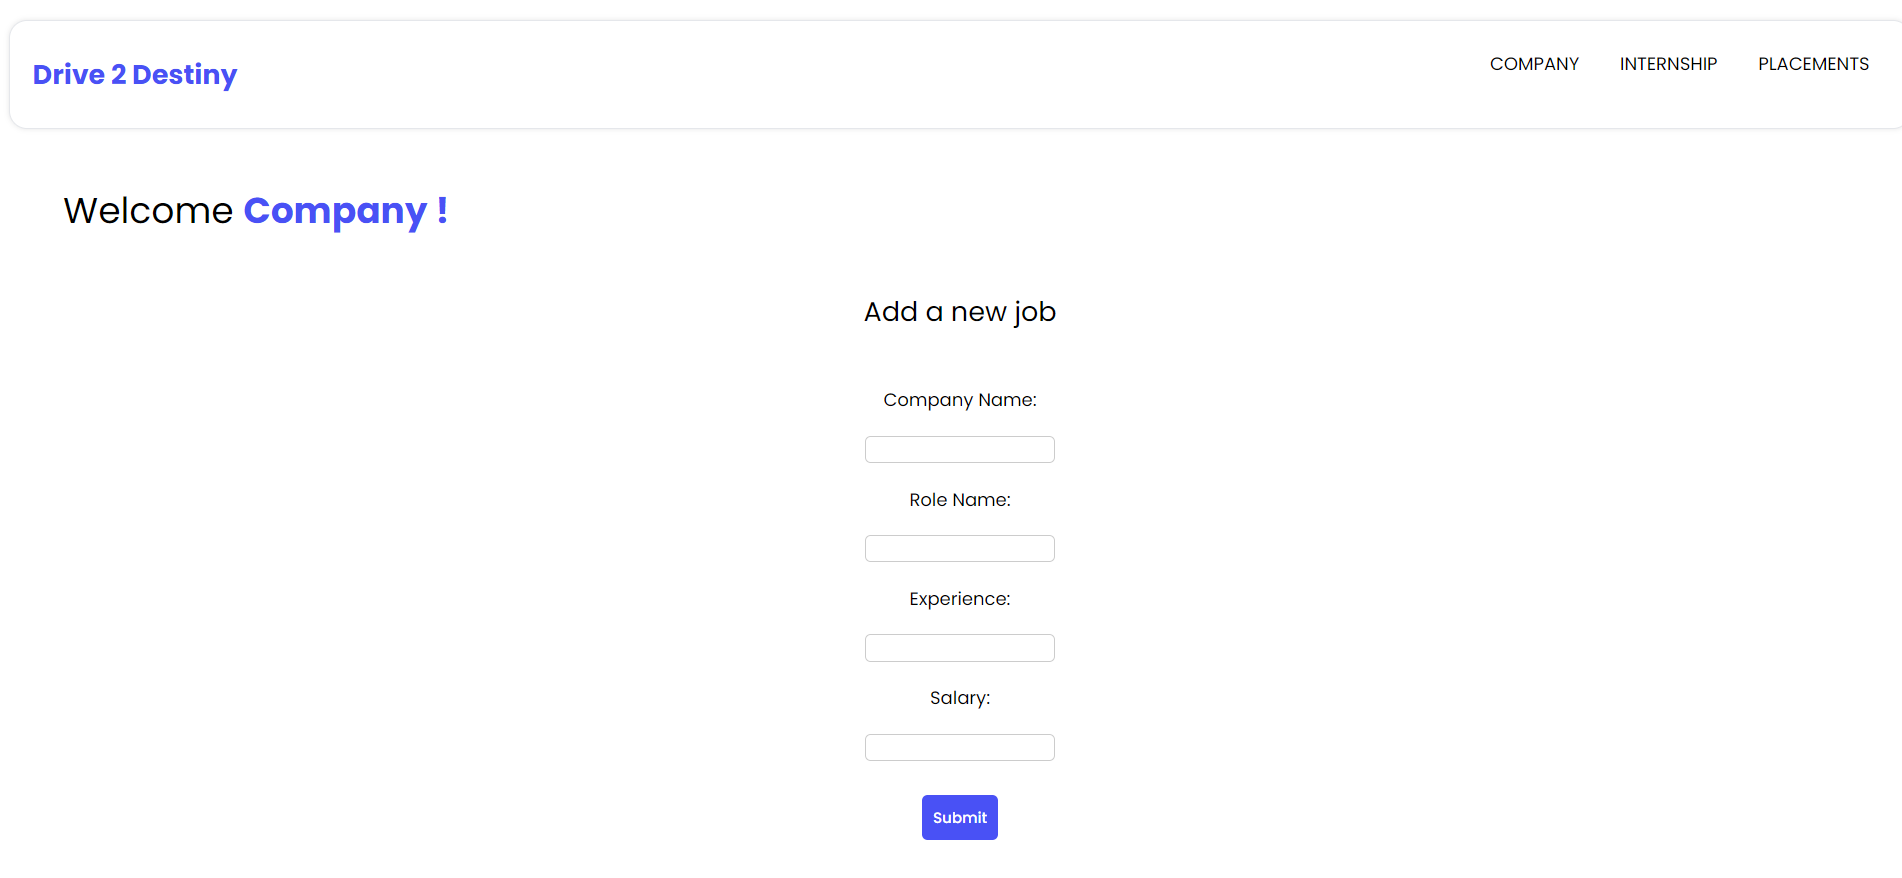 Drive 2 Destiny
COMPANY INTERNSHIP PLACEMENTS
Welcome Company !
Add a new job
Company Name:
Role Name:
Experience:
Salary:
Submit